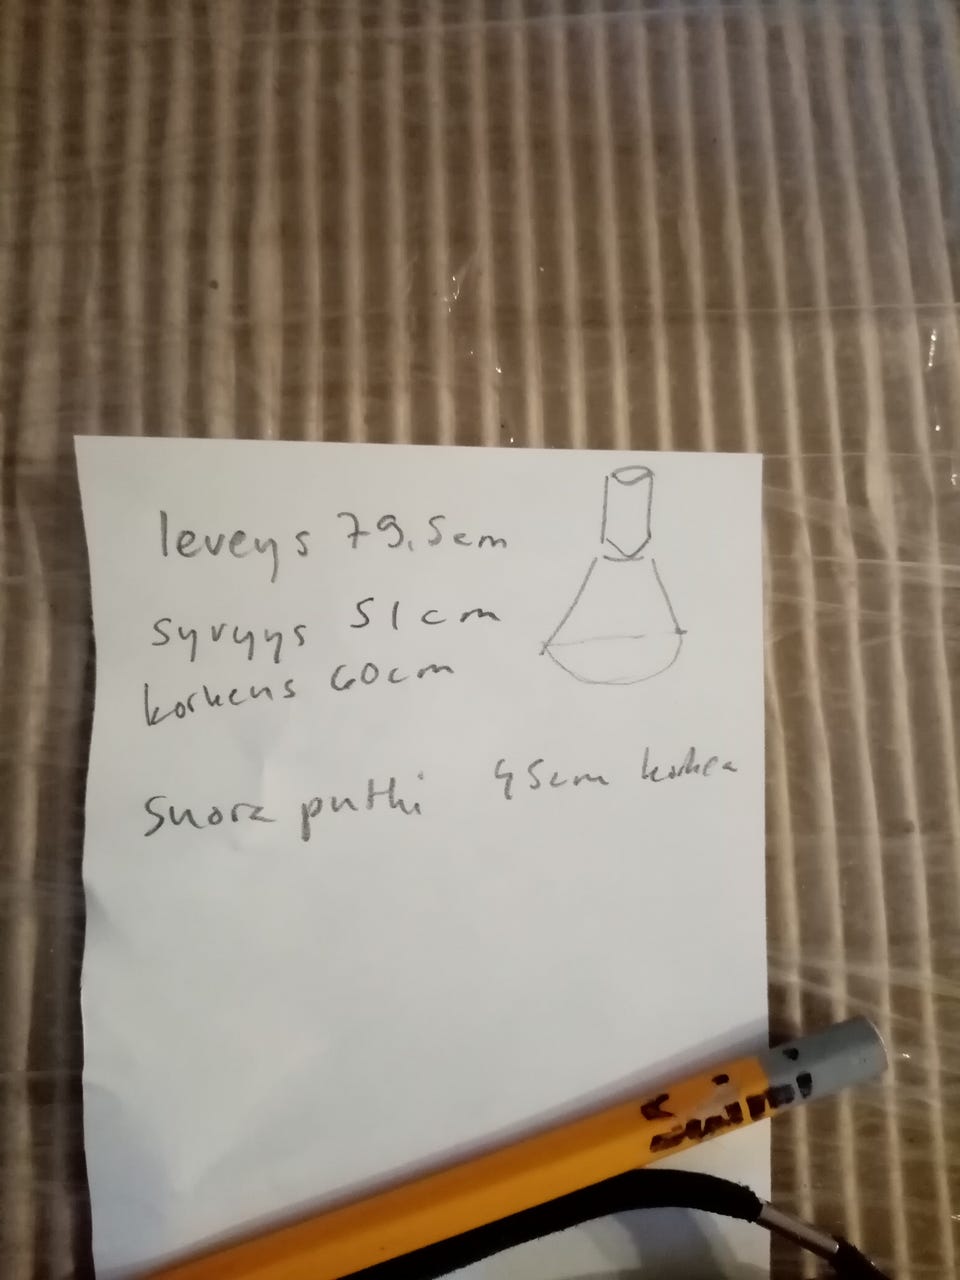 leveys 79,5cm
syvyys 51cm
korkeus 60cm
suora putki 45cm korkea